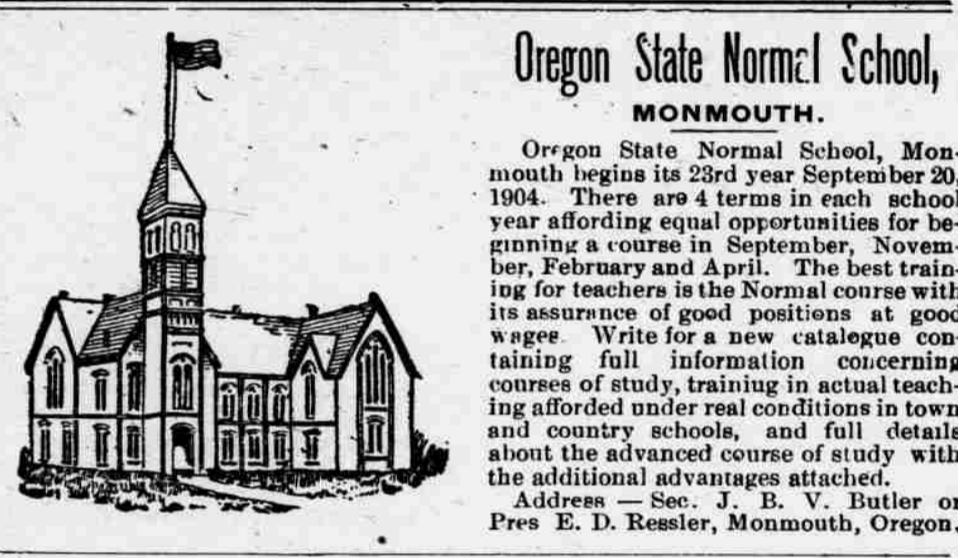 Oregon State Normal School,
MONMOUTH.
Oregon State Normal School, Mon-
mouth begins its 23rd year September 20,
1904. There are 4 terms in each school
year affording equal opportunities for be-
ginning a course in September, Novem-
ber, February and April. The best train-
ing for teachers is the Normal course with
its assurance of good positions at good
wages. Write for a new catalogue con-
taining full information concerning
courses of study, training in actual teach-
ing afforded under real conditions in town
and country schools, and full details
about the advanced course of study with
the additional advantages attached.
Address — Sec. J. B. V. Butler or
Pres E. D. Ressler, Monmouth, Oregon.